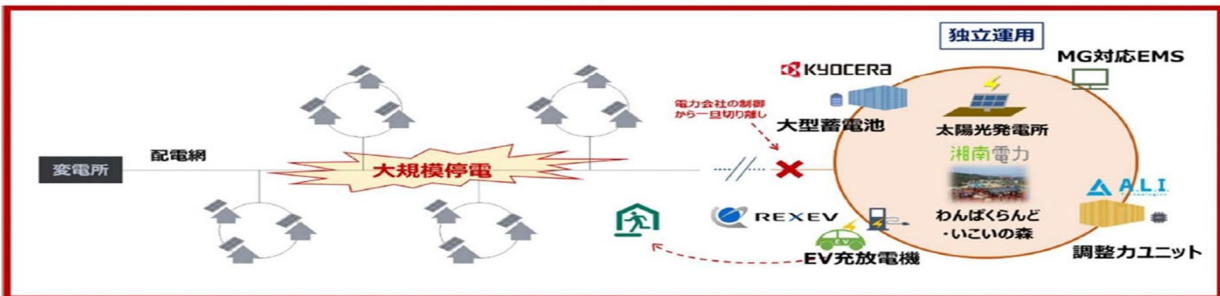 独立運用
MG対応EMS
KYOCERA
電力会社の制御
から一旦切り離し
大型蓄電池
太陽光発電所
湘南電力
変電所
配電網
大規模停電
REXEV
A.L.I.
わんぱくらんど
・いこいの森
EV
EV充放電機
調整力ユニット